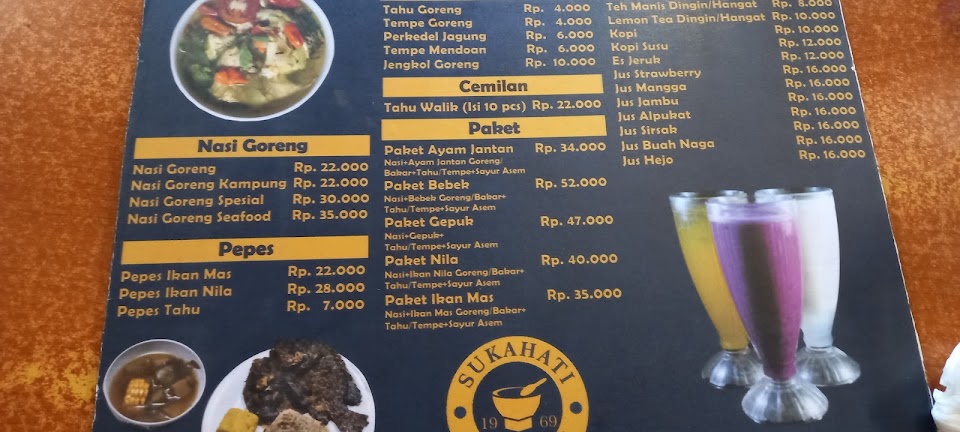 Nasi Goreng
Nasi Goreng Rp. 22.000
Nasi Goreng Kampung Rp. 22.000
Nasi Goreng Spesial Rp. 30.000
Nasi Goreng Seafood Rp. 35.000
Pepes
Pepes Ikan Mas Rp. 22.000
Pepes Ikan Nila Rp. 28.000
Pepes Tahu Rp. 7.000
Tahu Goreng Rp. 4.000
Tempe Goreng Rp. 4.000
Perkedel Jagung Rp. 6.000
Tempe Mendoan Rp. 6.000
Jengkol Goreng Rp. 10.000
Cemilan
Tahu Walik (Isi 10 pcs) Rp. 22.000
Paket
Paket Ayam Jantan Rp. 34.000
Nasi+Ayam Jantan Goreng/
Bakar+Tahu/Tempe+Sayur Asem
Paket Bebek Rp. 52.000
Nasi+Bebek Goreng/Bakar+
Tahu/Tempe+Sayur Asem
Paket Gepuk Rp. 47.000
Nasi+Gepuk+
Tahu/Tempe+Sayur Asem
Paket Nila Rp. 40.000
Nasi+Ikan Nila Goreng/Bakar+
Tahu/Tempe+Sayur Asem
Paket Ikan Mas Rp. 35.000
Nasi+Ikan Mas Goreng/Bakar+
Tahu/Tempe+Sayur Asem
SUKAHATI
19 69
Teh Manis Dingin/Hangat Rp. 8.000
Lemon Tea Dingin/Hangat Rp. 10.000
Kopi Rp. 10.000
Kopi Susu Rp. 12.000
Es Jeruk Rp. 12.000
Jus Strawberry Rp. 16.000
Jus Mangga Rp. 16.000
Jus Jambu Rp. 16.000
Jus Alpukat Rp. 16.000
Jus Sirsak Rp. 16.000
Jus Buah Naga Rp. 16.000
Jus Hejo Rp. 16.000